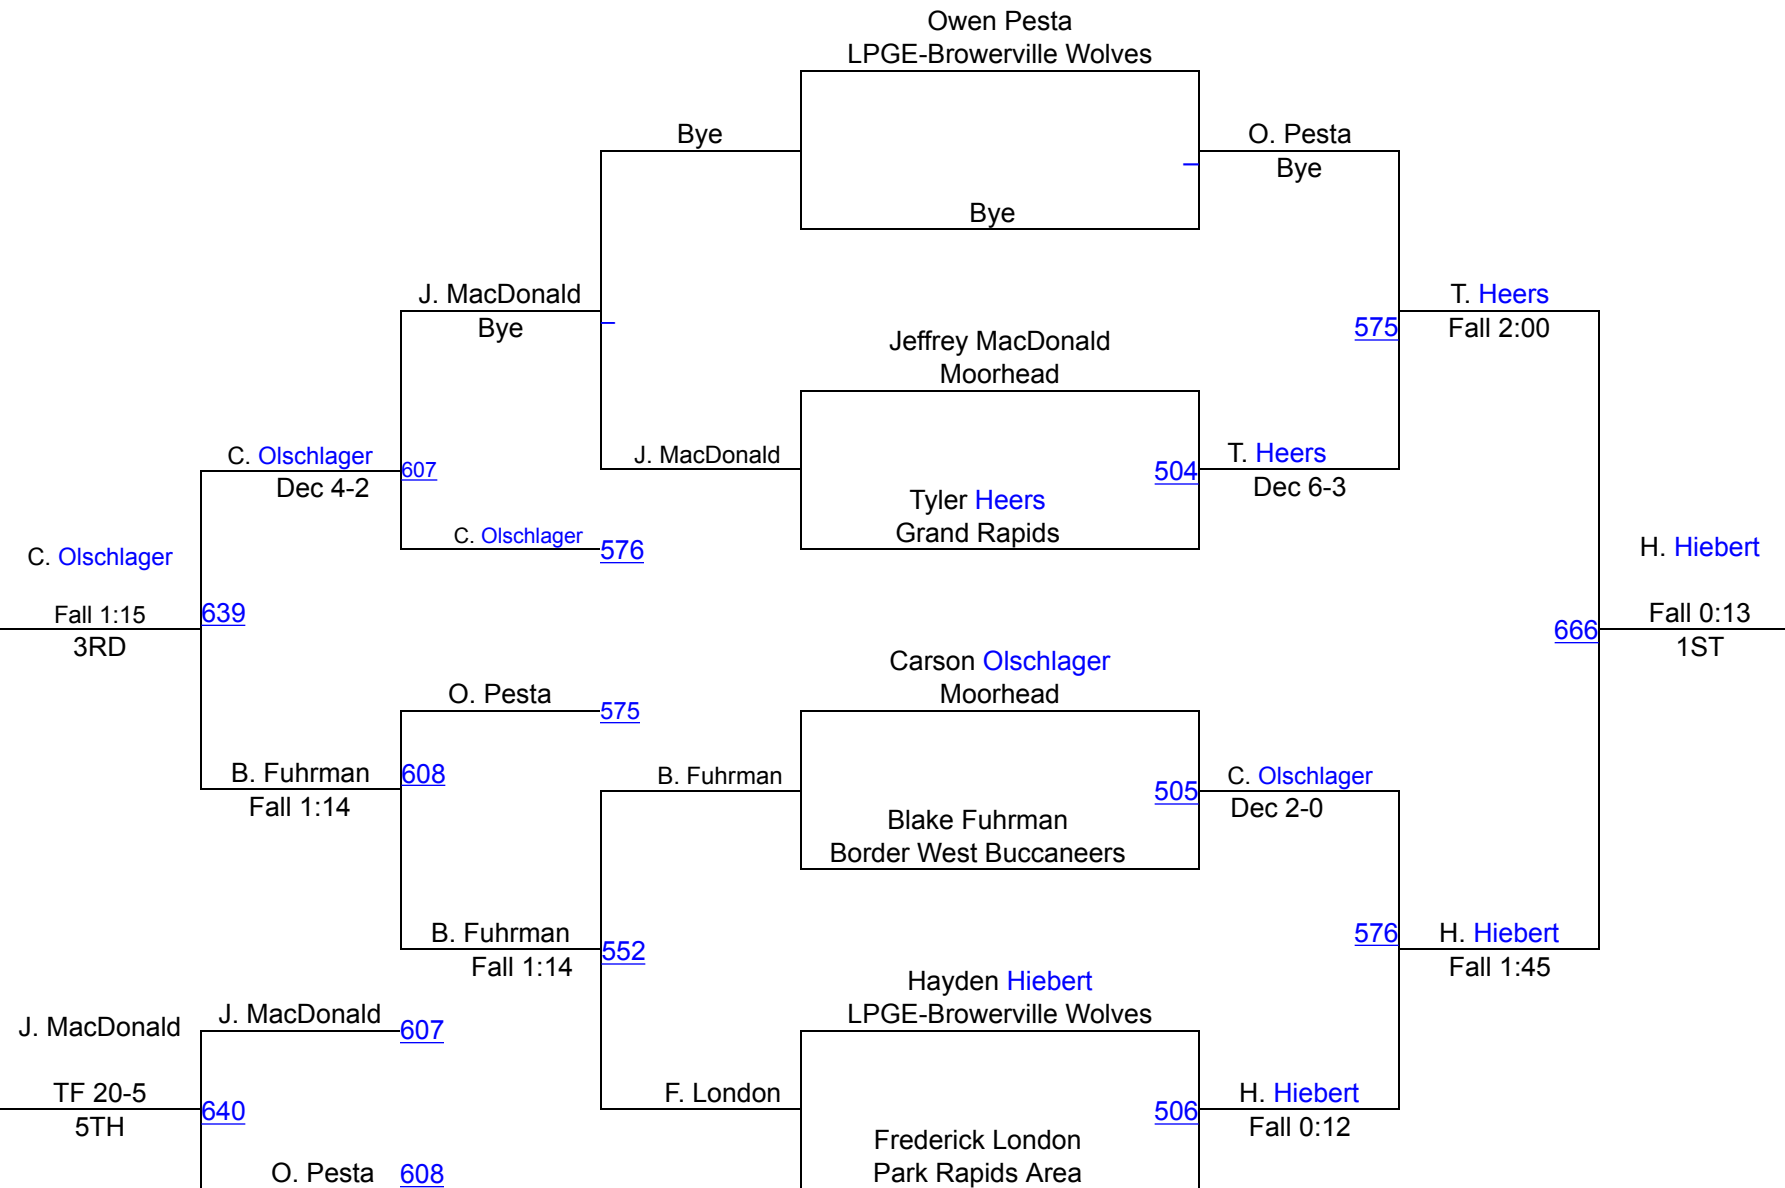 Owen Pesta
LPGE-Browerville Wolves
Bye
O. Pesta
Bye
Bye
J. MacDonald
Bye
T. Heers
575
Fall 2:00
Jeffrey MacDonald
Moorhead
C. Olschlager
607
Dec 4-2
J. MacDonald
504
T. Heers
Dec 6-3
Tyler Heers
Grand Rapids
C. Olschlager
576
C. Olschlager
H. Hiebert
Fall 1:15
639
3RD
Fall 0:13
666
1ST
Carson Olschlager
Moorhead
O. Pesta
575
B. Fuhrman
608
Fall 1:14
B. Fuhrman
505
C. Olschlager
Dec 2-0
Blake Fuhrman
Border West Buccaneers
B. Fuhrman
552
Fall 1:14
576
H. Hiebert
Fall 1:45
Hayden Hiebert
LPGE-Browerville Wolves
J. MacDonald
J. MacDonald
607
TF 20-5
640
5TH
F. London
506
H. Hiebert
Fall 0:12
Frederick London
Park Rapids Area
O. Pesta
608